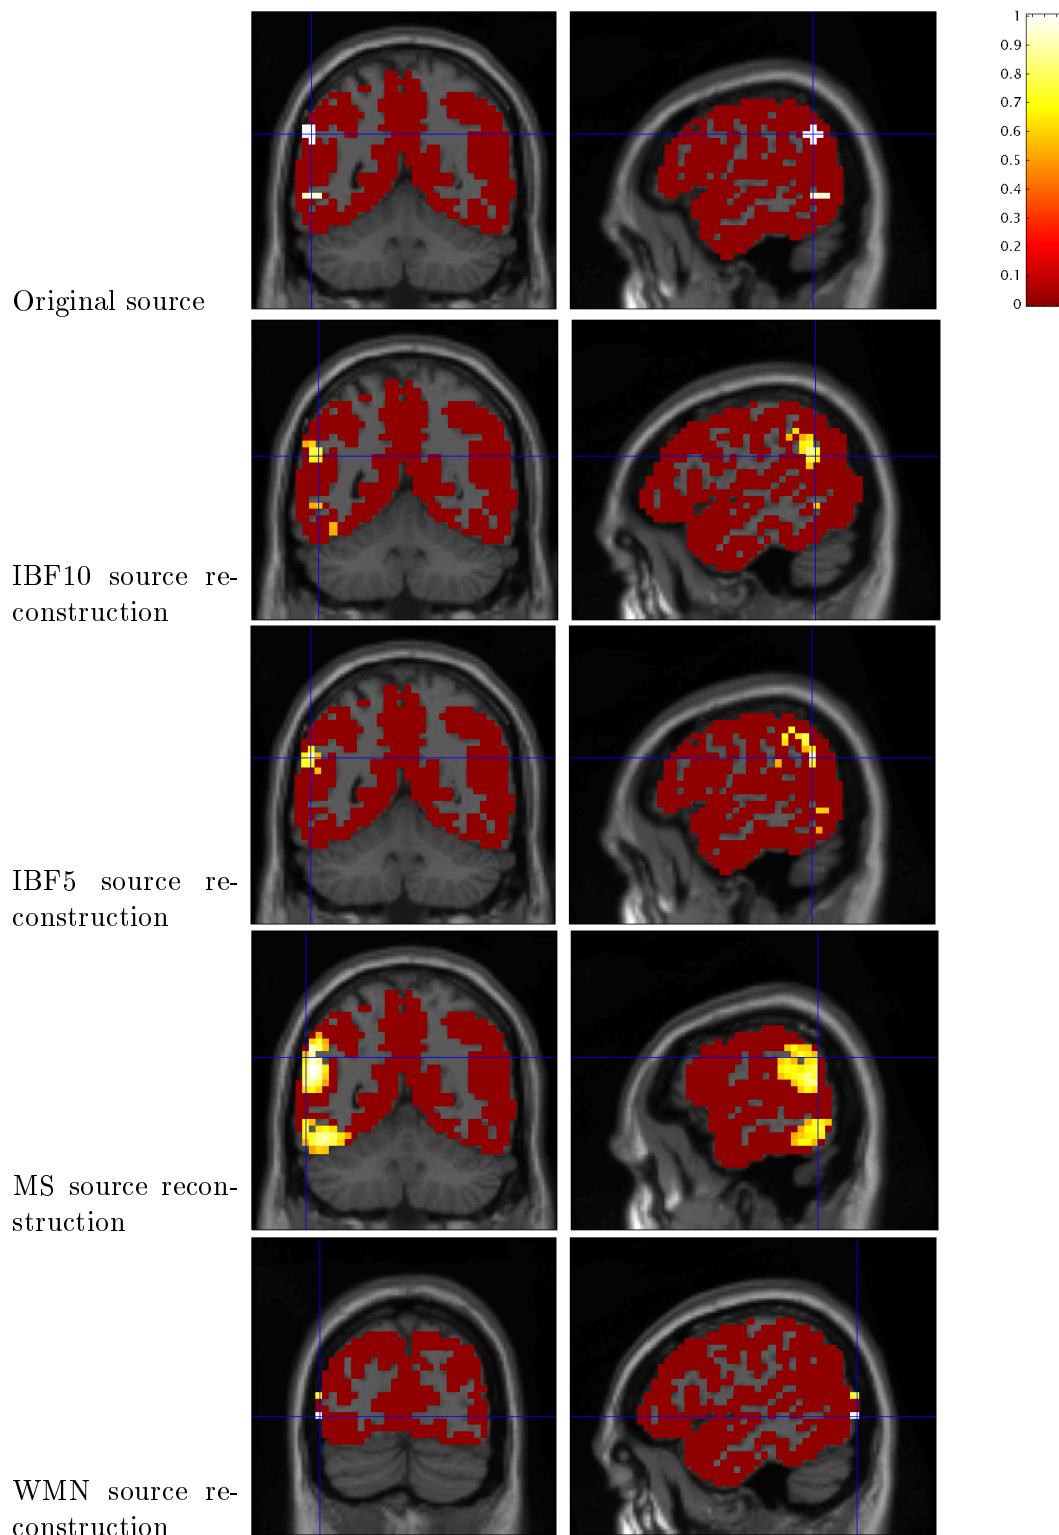 1
0.9
0.8
0.7
0.6
0.5
0.4
0.3
0.2
0.1
0
Original source
IBF10 source re-
construction
IBF5 source re-
construction
MS source recon-
struction
WMN source re-
construction